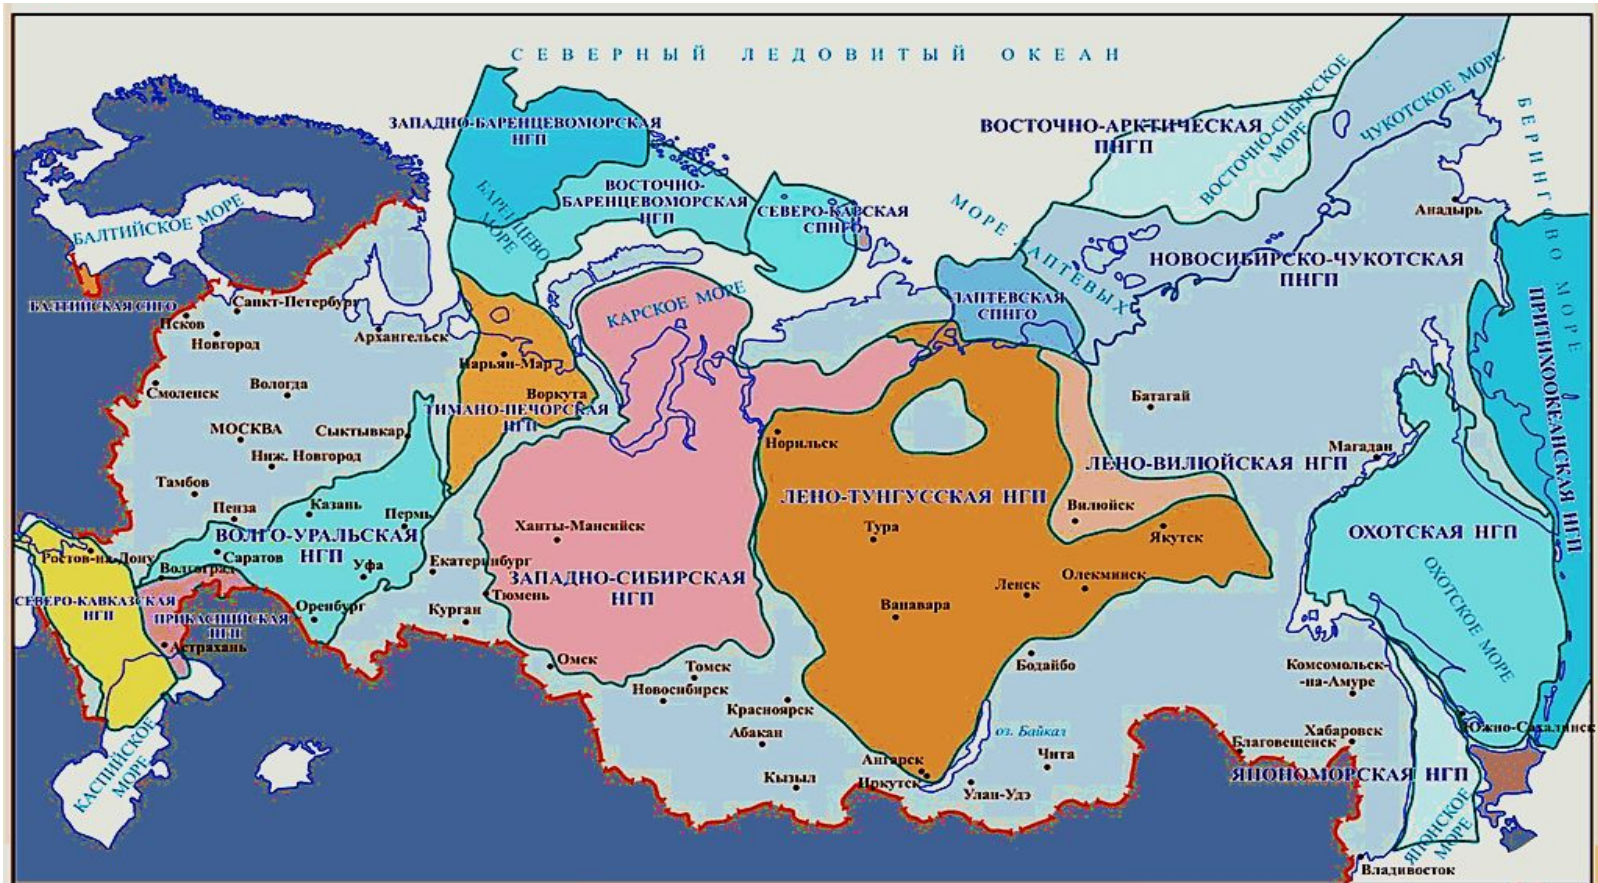 СЕВЕРНЫЙ ЛЕДОВИТЫЙ ОКЕАН
ЗАПАДНО-БАРЕНЦЕВОМОРСКАЯ
НГП
ВОСТОЧНО-АРКТИЧЕСКАЯ
ПНГП
ВОСТОЧНО-СИБИРСКОЕ
МОРЕ
ЧУКОТСКОЕ МОРЕ
БЕРИНГОВО МОРЕ
БАЛТИЙСКОЕ МОРЕ
БАРЕНЦЕВО
МОРЕ
ВОСТОЧНО-
БАРЕНЦЕВОМОРСКАЯ
НГП
СЕВЕРО-КАРСКАЯ
СПНГО
МОРЕ ЛАПТЕВЫХ
Анадырь
НОВОСИБИРСКО-ЧУКОТСКАЯ
ПНГП
БАЛТИЙСКАЯ СНГО
Санкт-Петербург
Псков
Новгород
Архангельск
КАРСКОЕ МОРЕ
ЛАПТЕВСКАЯ
СПНГО
ПРИТИХООКЕАНСКАЯ НГП
Нарьян-Мар
Воркута
ТИМАНО-ПЕЧОРСКАЯ
НГП
Смоленск
Вологда
МОСКВА
Сыктывкар
Ниж. Новгород
Норильск
Батагай
Магадан
ЛЕНО-ВИЛЮЙСКАЯ НГП
Тамбов
Пенза
Казань
Пермь
ВОЛГО-УРАЛЬСКАЯ
НГП
Ханты-Мансийск
ЛЕНО-ТУНГУССКАЯ НГП
Тура
Вилюйск
Якутск
ОХОТСКАЯ НГП
ОХОТСКОЕ МОРЕ
Ростов-на-Дону
Саратов
Волгоград
Уфа
Екатеринбург
ЗАПАДНО-СИБИРСКАЯ
НГП
Тюмень
Ленск
Олекминск
Ванавара
СЕВЕРО-КАВКАЗСКАЯ
НГП
ПРИКАСПИЙСКАЯ
НГП
Оренбург
Курган
Астрахань
Омск
Томск
Новосибирск
Красноярск
Абакан
Кызыл
Бодайбо
Комсомольск-
-на-Амуре
КАСПИЙСКОЕ
МОРЕ
оз. Байкал
Ангарск
Иркутск
Чита
Улан-Удэ
Благовещенск
Хабаровск
Южно-Сахалинск
ЯПОНОМОРСКАЯ НГП
ЯПОНСКОЕ
МОРЕ
Владивосток